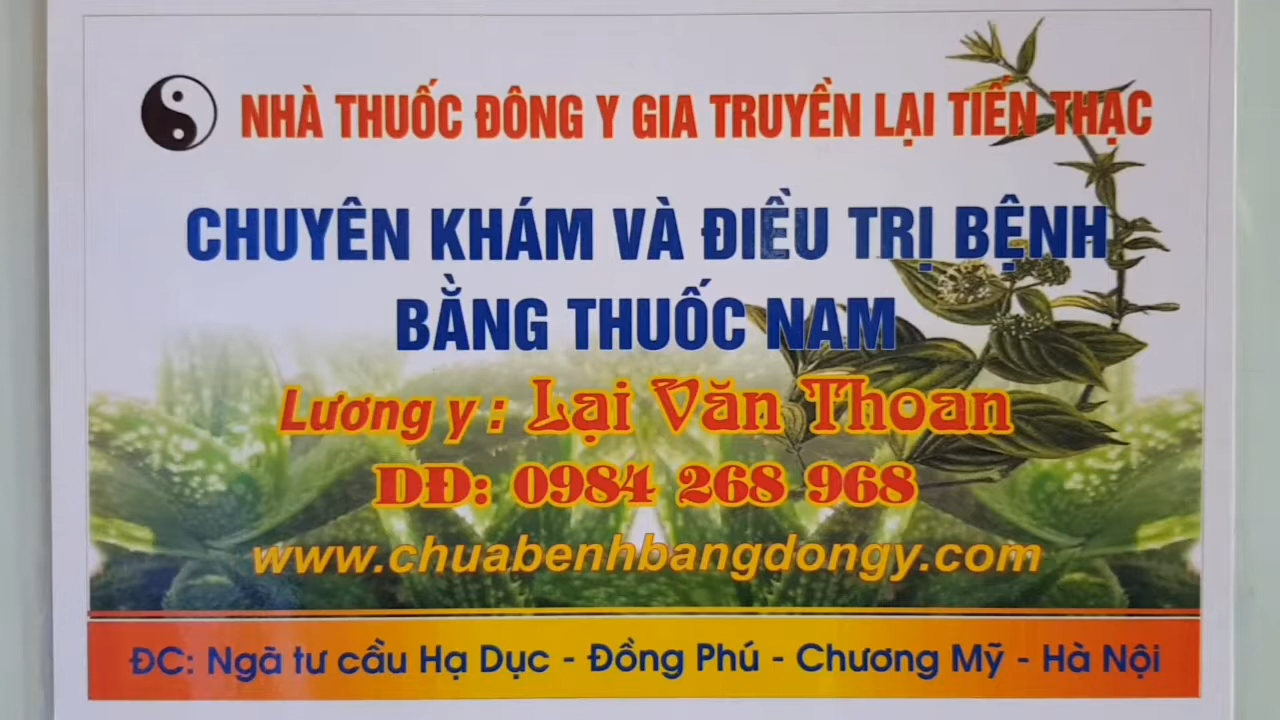 NHÀ THUỐC ĐÔNG Y GIA TRUYỀN LẠI TIẾN THẠC
CHUYÊN KHÁM VÀ ĐIỀU TRỊ BỆNH
BẰNG THUỐC NAM
Lương y : Lại Văn Thoan
DĐ: 0984 268 968
www.chuabenhbangdongy.com
ĐC: Ngã tư cầu Hạ Dục - Đồng Phú - Chương Mỹ - Hà Nội